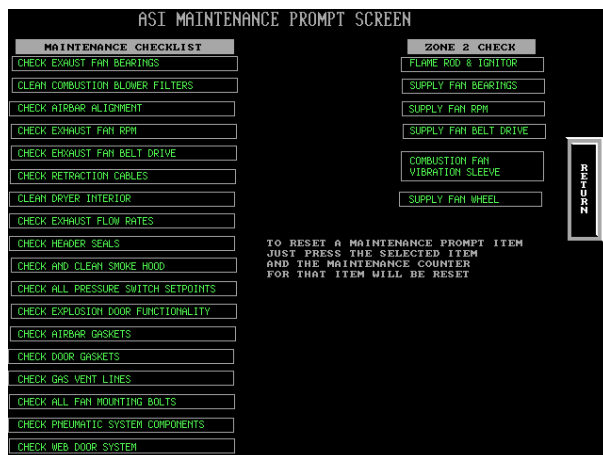 ASI MAINTENANCE PROMPT SCREEN
MAINTENANCE CHECKLIST
CHECK EXAUST FAN BEARINGS
CLEAN COMBUSTION BLOWER FILTERS
CHECK AIRBAR ALIGNMENT
CHECK EXHAUST FAN RPM
CHECK EHXAUST FAN BELT DRIVE
CHECK RETRACTION CABLES
CLEAN DRYER INTERIOR
CHECK EXHAUST FLOW RATES
CHECK HEADER SEALS
CHECK AND CLEAN SMOKE HOOD
CHECK ALL PRESSURE SWITCH SETPOINTS
CHECK EXPLOSION DOOR FUNCTIONALITY
CHECK AIRBAR GASKETS
CHECK DOOR GASKETS
CHECK GAS VENT LINES
CHECK ALL FAN MOUNTING BOLTS
CHECK PNEUMATIC SYSTEM COMPONENTS
CHECK WEB DOOR SYSTEM
ZONE 2 CHECK
FLAME ROD & IGNITOR
SUPPLY FAN BEARINGS
SUPPLY FAN RPM
SUPPLY FAN BELT DRIVE
COMBUSTION FAN
VIBRATION SLEEVE
SUPPLY FAN WHEEL
TO RESET A MAINTENANCE PROMPT ITEM
JUST PRESS THE SELECTED ITEM
AND THE MAINTENANCE COUNTER
FOR THAT ITEM WILL BE RESET
RETURN